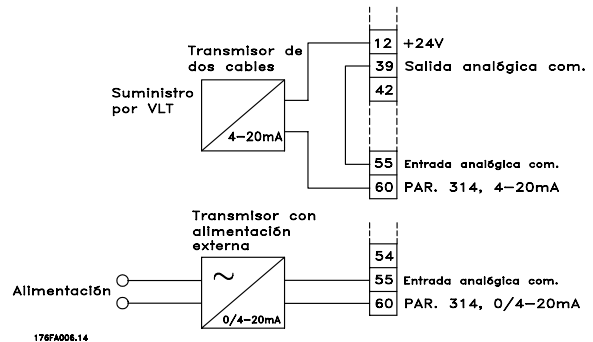 Transmisor de
dos cables
Suministro
por VLT
4-20mA
12 +24V
39 Salida analógica com.
42
55 Entrada analógica com.
60 PAR. 314, 4-20mA
Transmisor con
alimentación
externa
Alimentación
~
0/4-20mA
54
55 Entrada analógica com.
60 PAR. 314, 0/4-20mA
176FA006.14